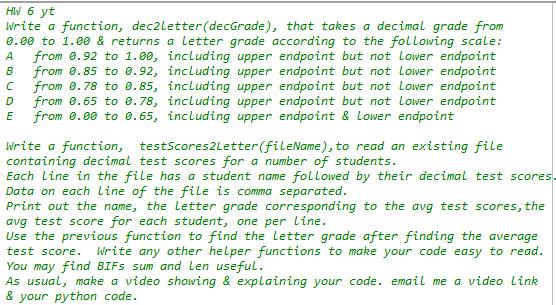 HW 6 yt
Write a function, dec2letter(decGrade), that takes a decimal grade from
0.00 to 1.00 & returns a letter grade according to the following scale:
A from 0.92 to 1.00, including upper endpoint but not lower endpoint
B from 0.85 to 0.92, including upper endpoint but not lower endpoint
C from 0.78 to 0.85, including upper endpoint but not lower endpoint
D from 0.65 to 0.78, including upper endpoint but not lower endpoint
E from 0.00 to 0.65, including upper endpoint & lower endpoint
Write a function, testScores2Letter(fileName),to read an existing file
containing decimal test scores for a number of students.
Each line in the file has a student name followed by their decimal test scores.
Data on each line of the file is comma separated.
Print out the name, the letter grade corresponding to the avg test scores,the
avg test score for each student, one per line.
Use the previous function to find the letter grade after finding the average
test score. Write any other helper functions to make your code easy to read.
You may find BIFs sum and len useful.
As usual, make a video showing & explaining your code. email me a video link
& your python code.